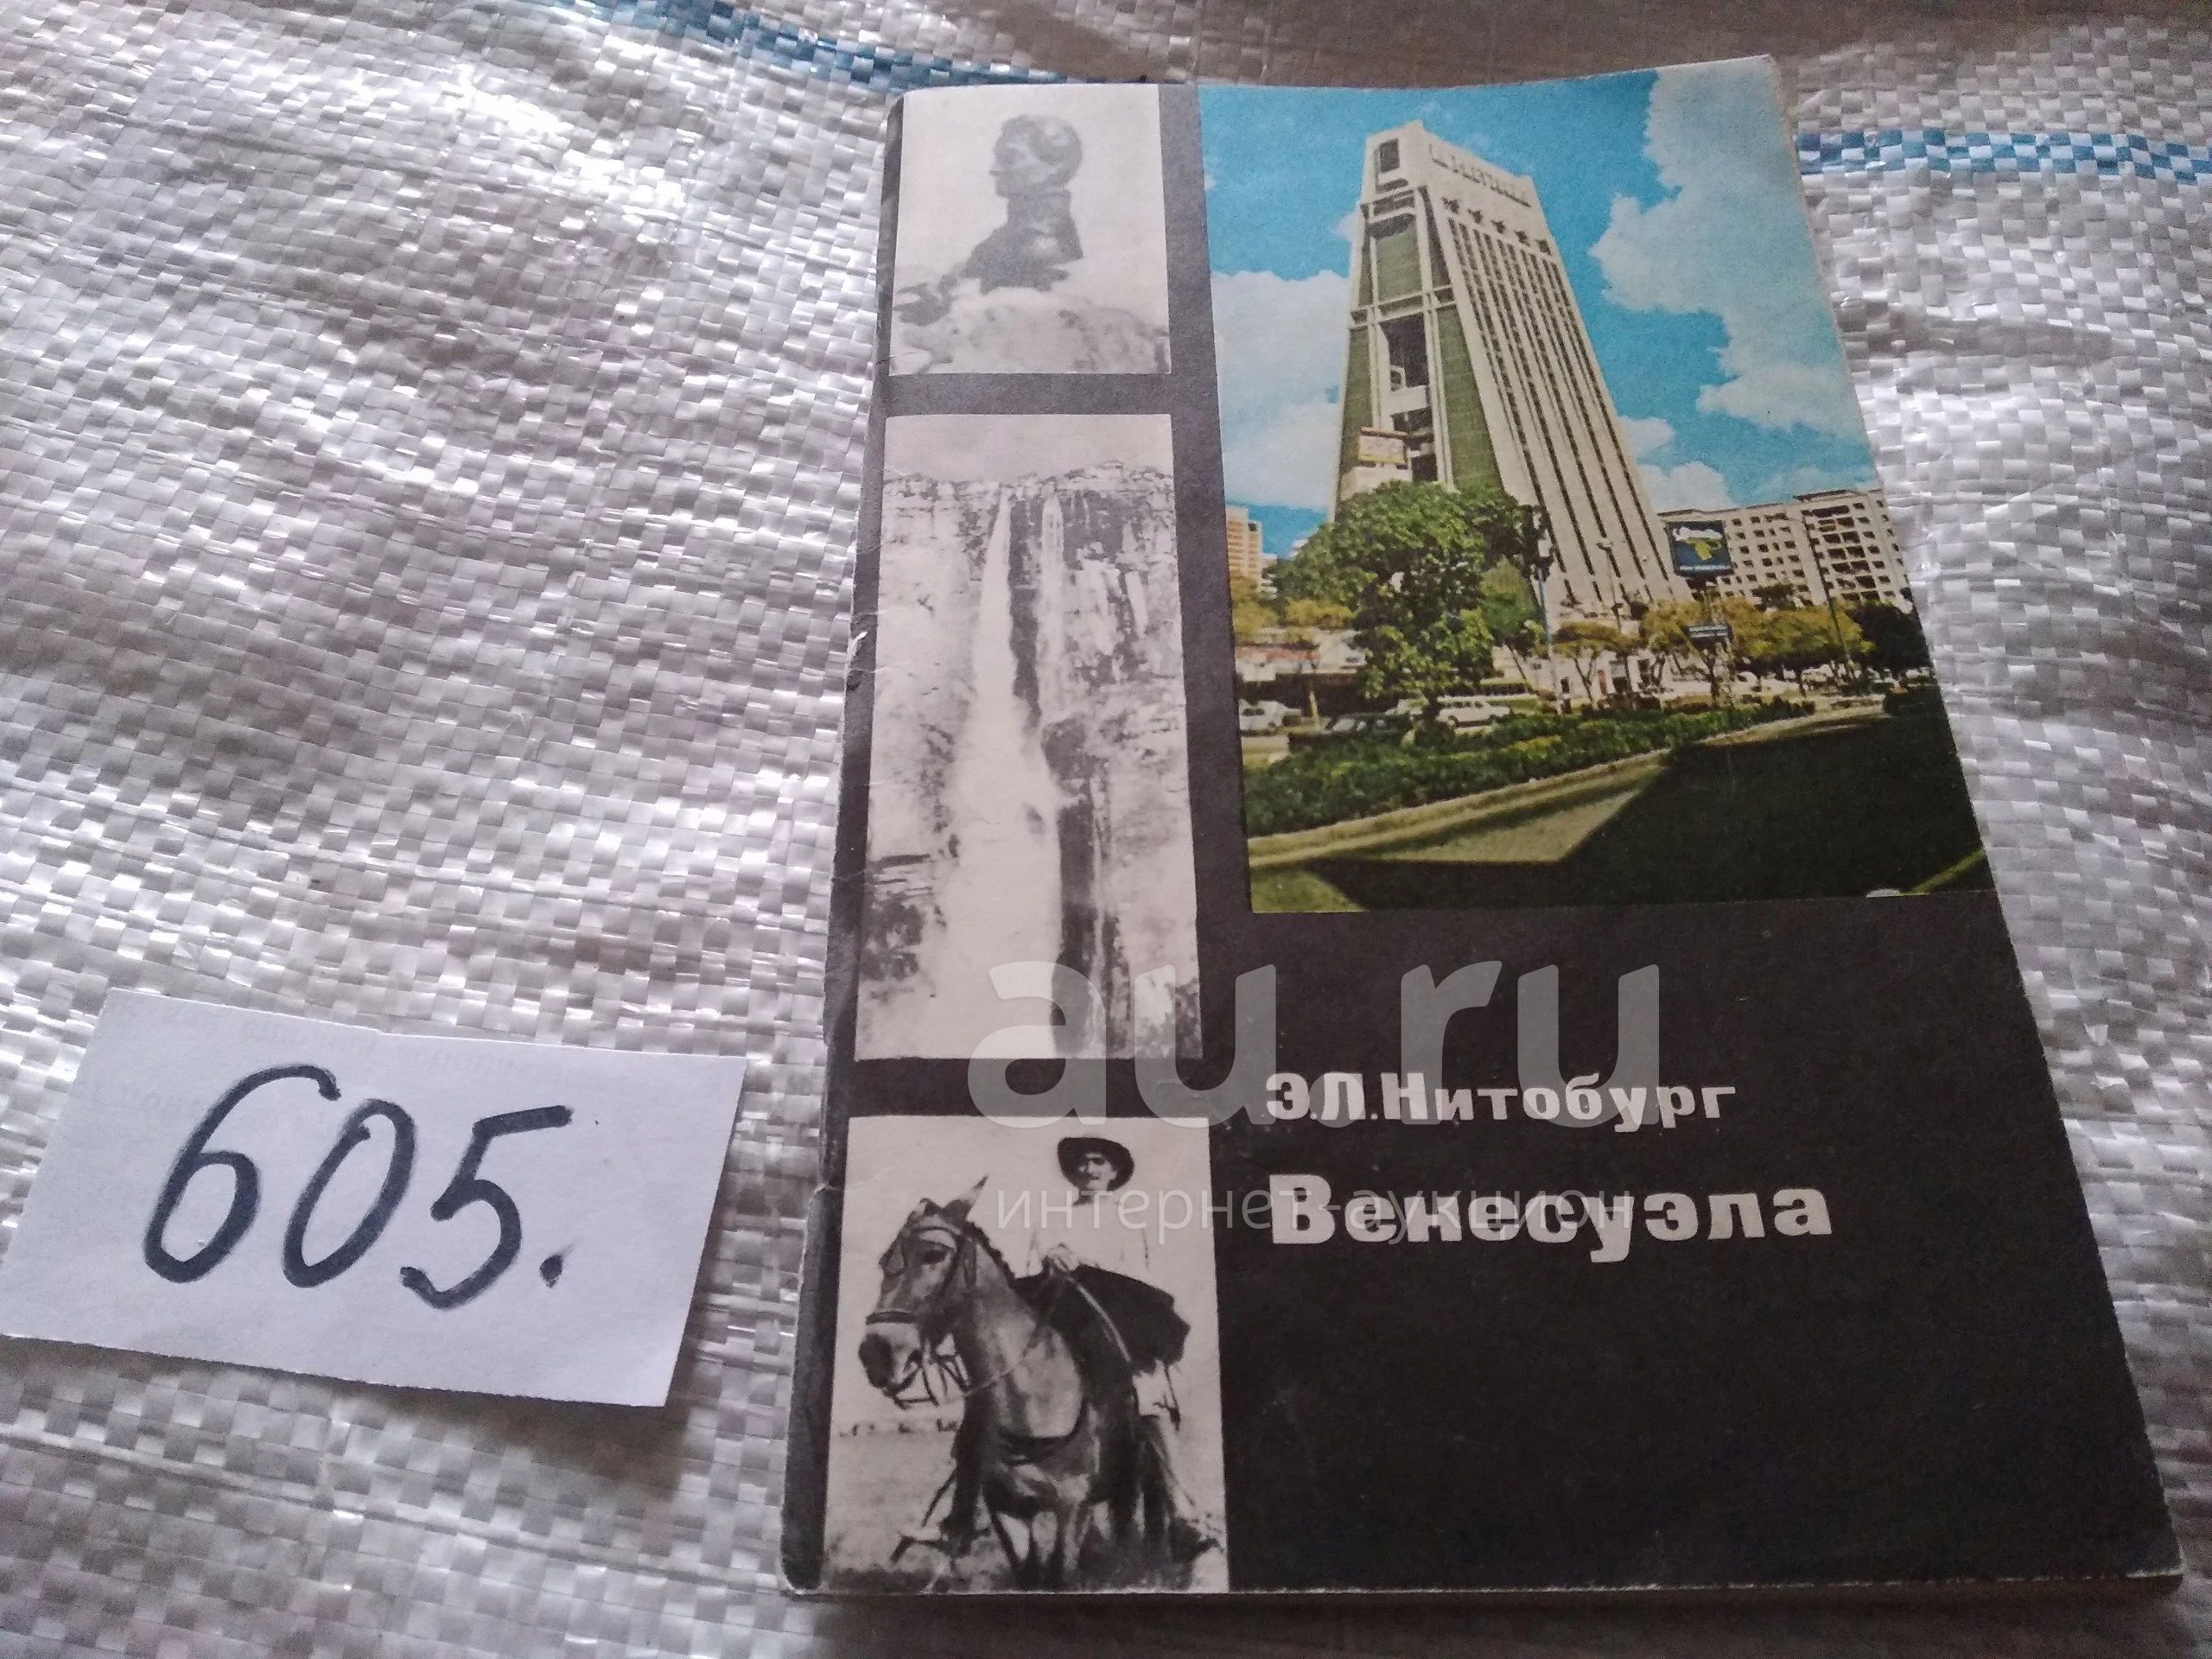 605.
au.ru
интернет-аукцион
Э.Л.Нитобург
Венесуэла